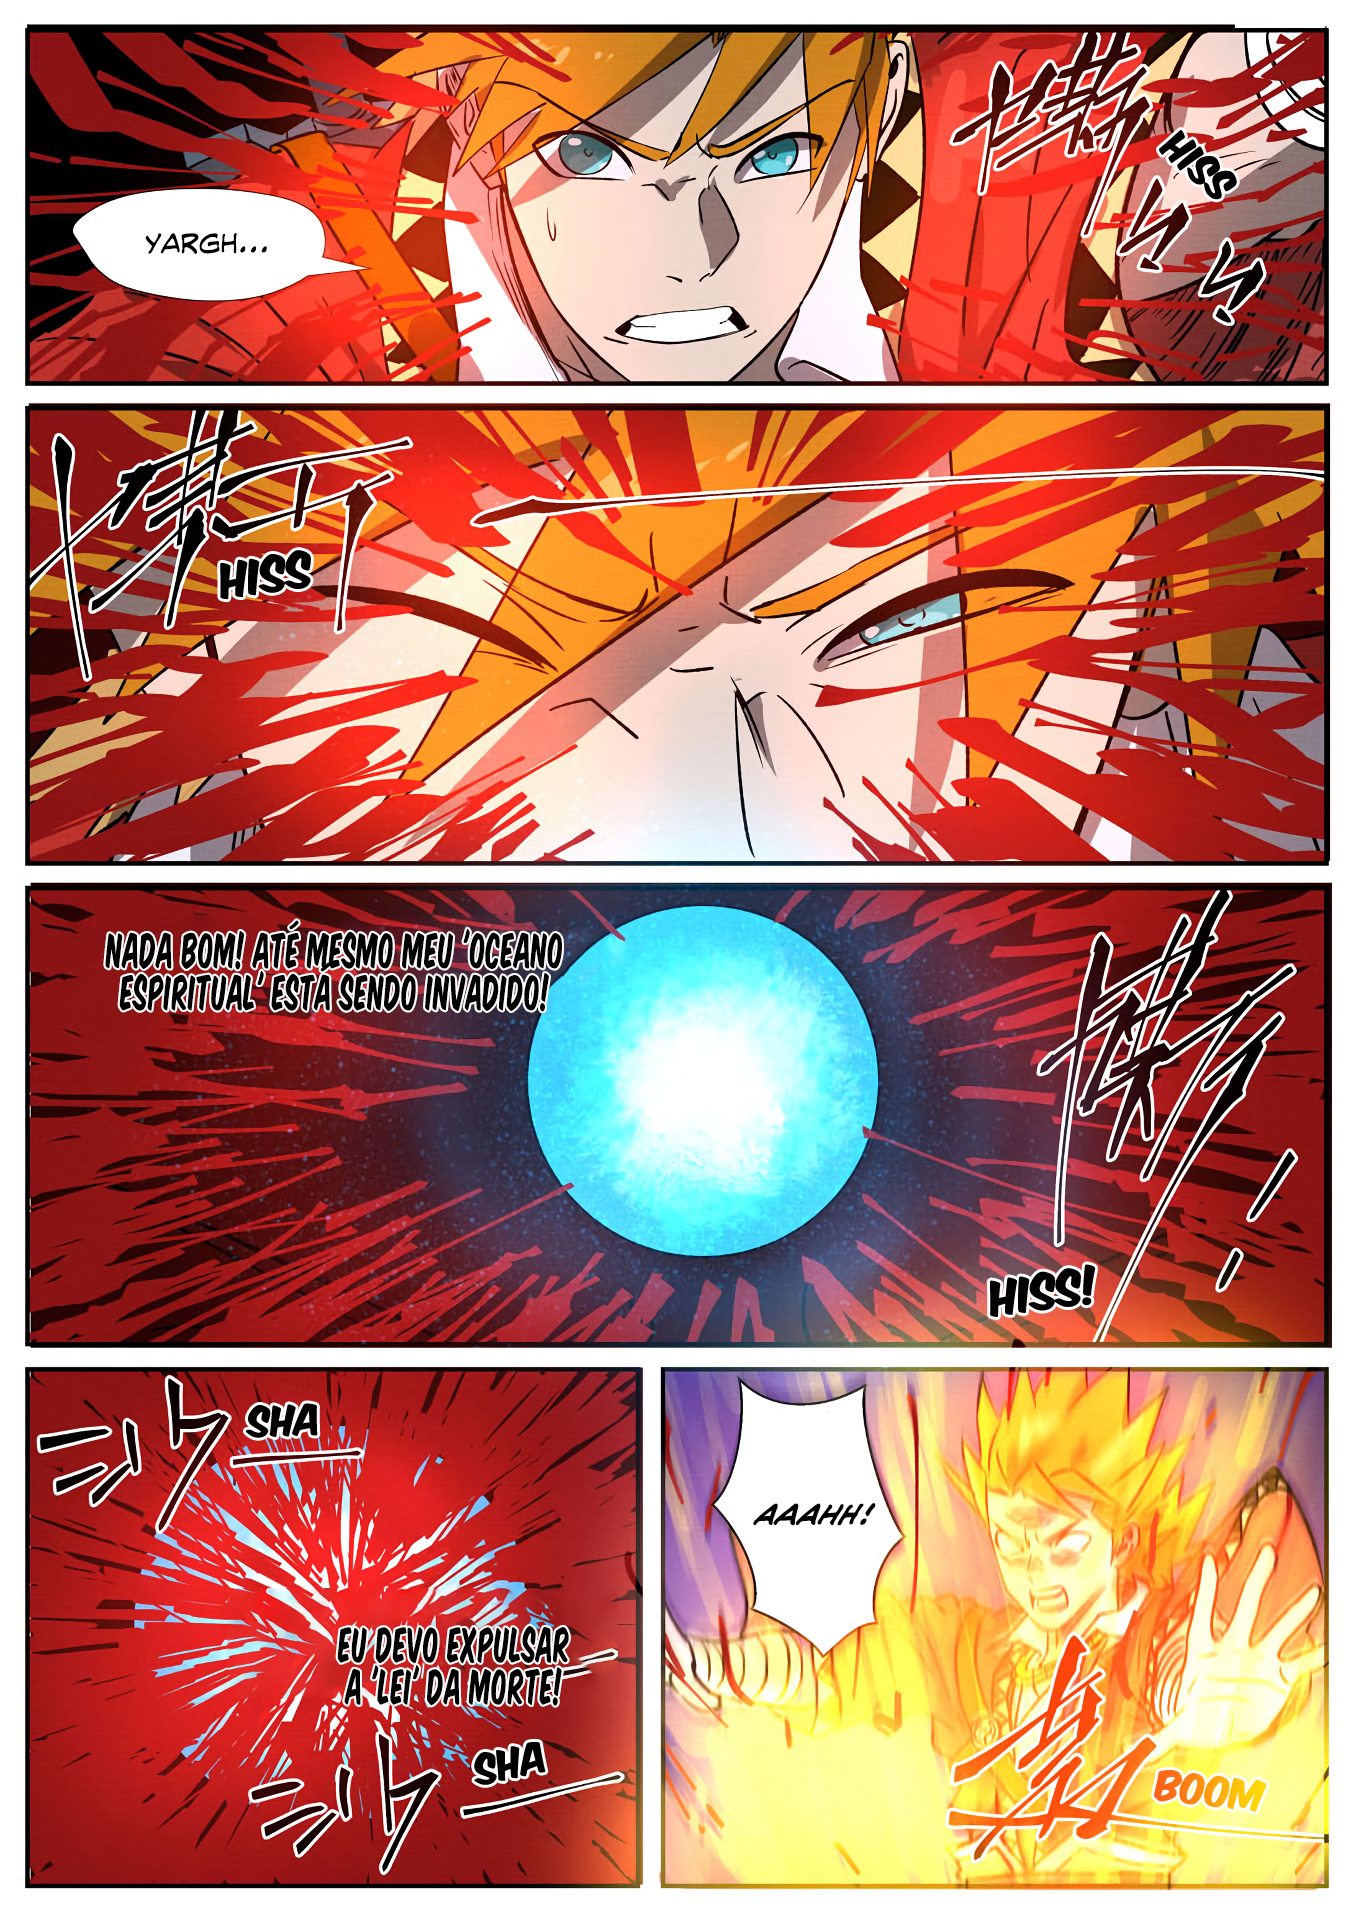 YARGH...
HISS
HISS
NADA BOM! ATÉ MESMO MEU 'OCEANO
ESPIRITUAL' ESTÁ SENDO INVADIDO!
HISS!
SHA
EU DEVO EXPULSAR
A 'LEI' DA MORTE!
SHA
AAAHH!
BOOM